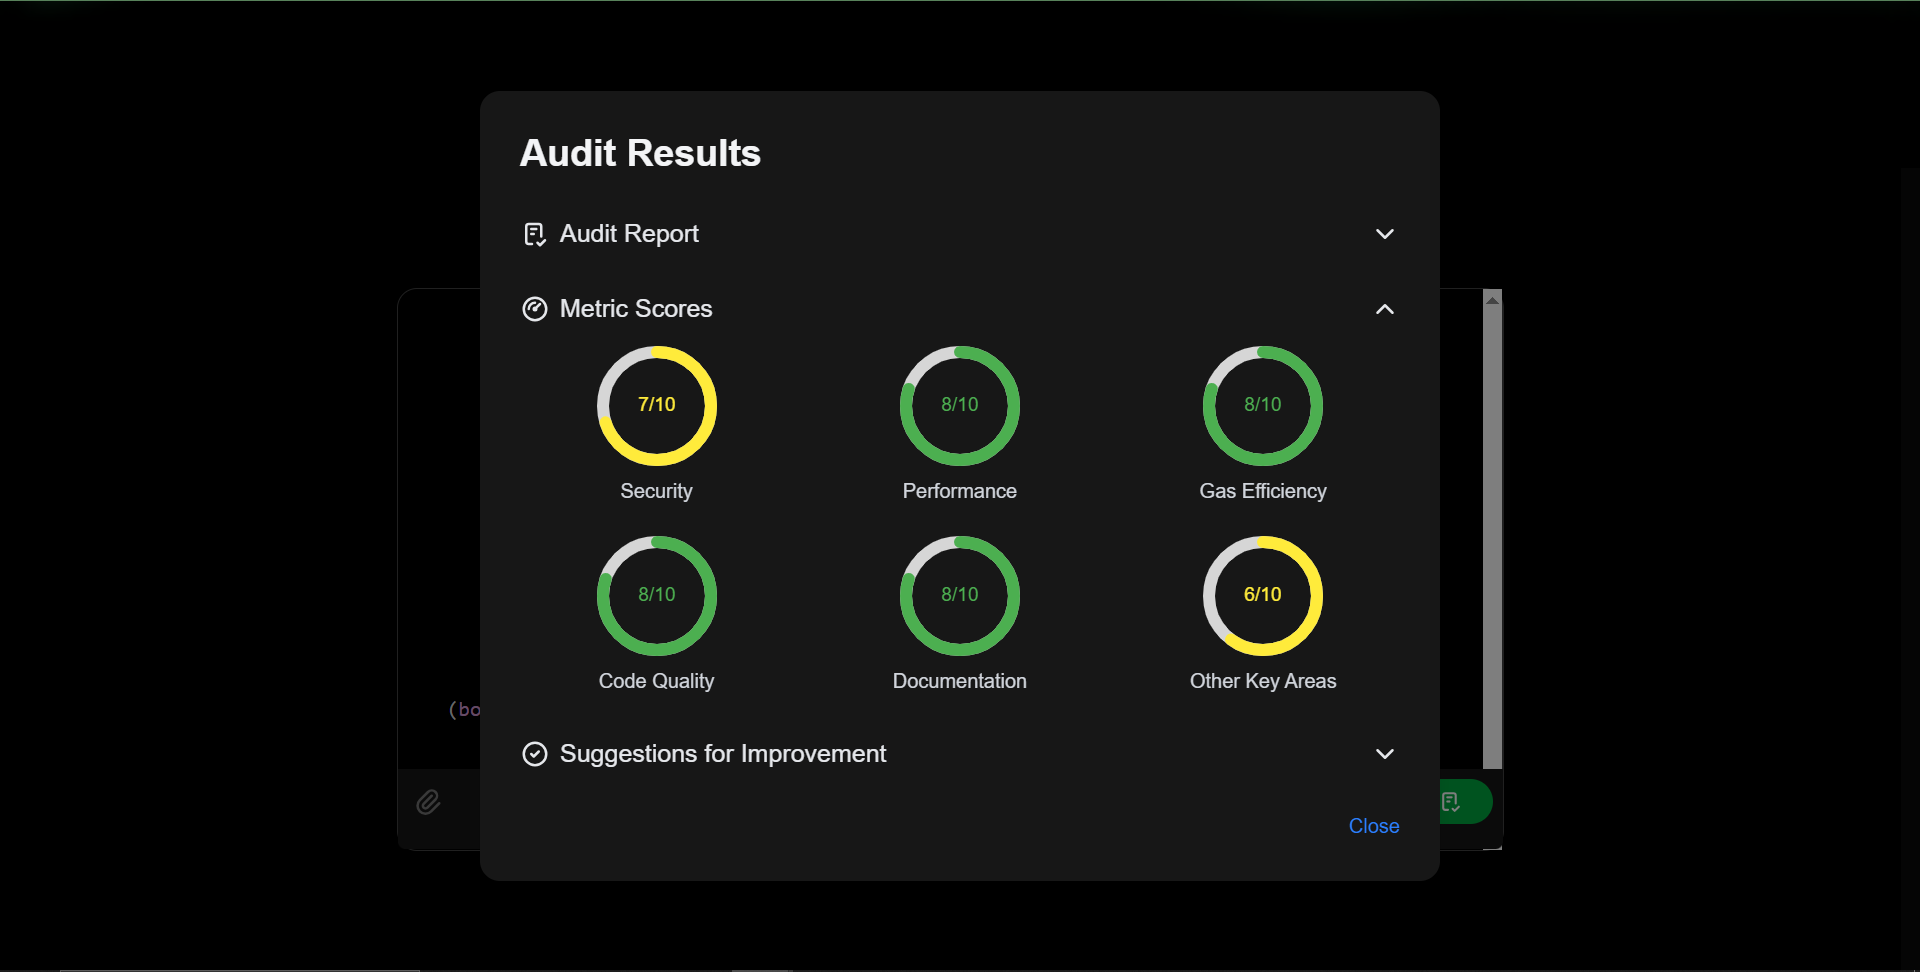 Audit Results
Audit Report
Metric Scores
7/10
8/10
8/10
Security
Performance
Gas Efficiency
8/10
8/10
6/10
Code Quality
Documentation
Other Key Areas
(bo
Suggestions for Improvement
Close